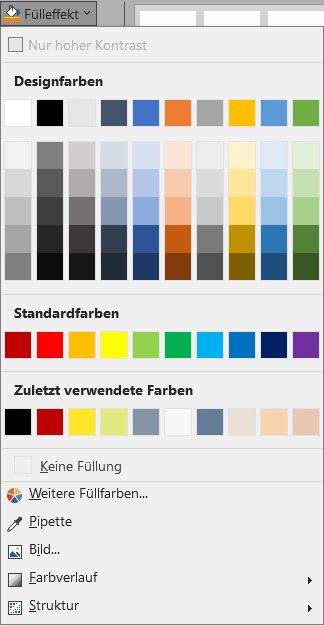 Fülleffekt
Nur hoher Kontrast
Designfarben
Standardfarben
Zuletzt verwendete Farben
Keine Füllung
Weitere Füllfarben...
Pipette
Bild...
Farbverlauf
Struktur